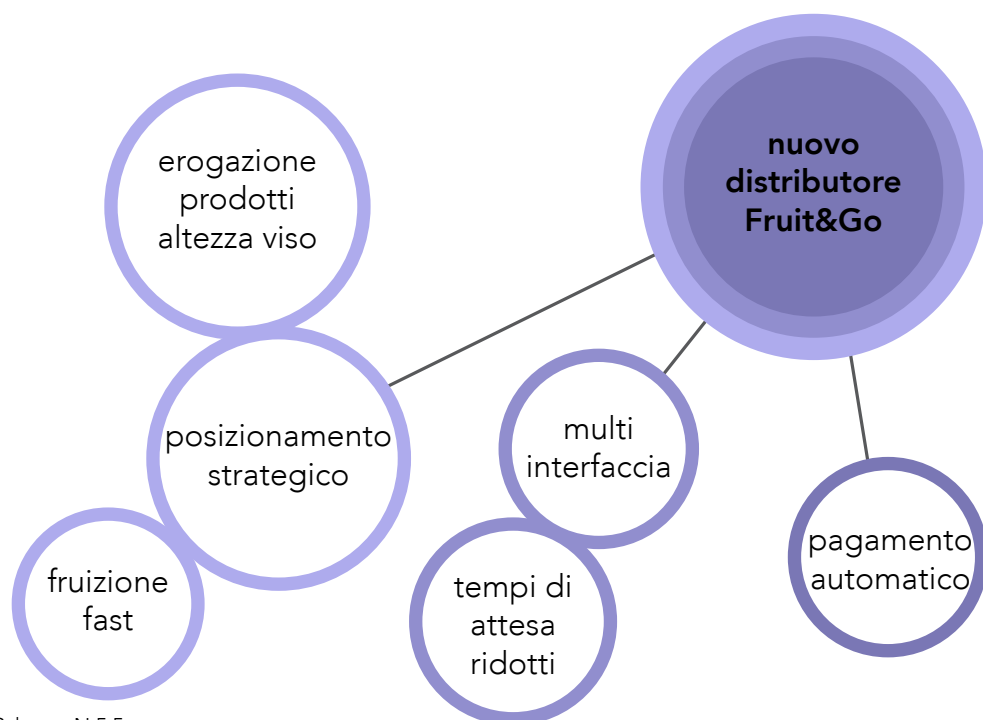 nuovo
distributore
Fruit&Go
erogazione
prodotti
altezza viso
posizionamento
strategico
multi
interfaccia
pagamento
automatico
fruizione
fast
tempi di
attesa
ridotti